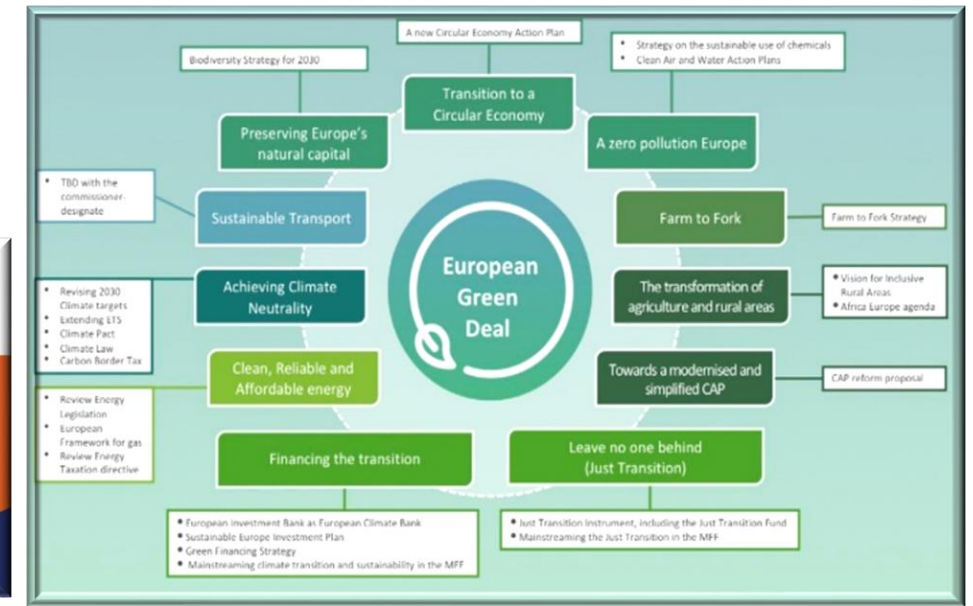 A new Circular Economy Action Plan
Biodiversity Strategy for 2030
• Strategy on the sustainable use of chemicals
• Clean Air and Water Action Plans
Transition to a
Circular Economy
Preserving Europe's
natural capital
A zero pollution Europe
• TBD with the
commissioner-
designate
Sustainable Transport
Farm to Fork
Farm to Fork Strategy
European
Green
Deal
• Revising 2030
Climate targets
• Extending ETS
• Climate Pact
• Climate Law
• Carbon Border Tax
Achieving Climate
Neutrality
The transformation of
agriculture and rural areas
• Vision for Inclusive
Rural Areas
• Africa Europe agenda
Clean, Reliable and
Affordable energy
Towards a modernised and
simplified CAP
CAP reform proposal
• Review Energy
Legislation
• European
Framework for gas
• Review Energy
Taxation directive
Financing the transition
Leave no one behind
(Just Transition)
• European Investment Bank as European Climate Bank
• Sustainable Europe Investment Plan
• Green Financing Strategy
• Mainstreaming climate transition and sustainability in the MFF
• Just Transition Instrument, including the Just Transition Fund
• Mainstreaming the Just Transition in the MFF